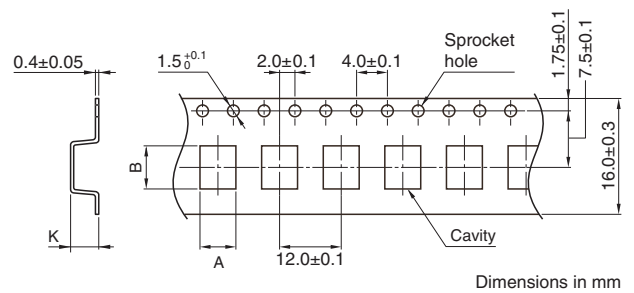 0.4±0.05
1.5 +0.1 0
2.0±0.1
4.0±0.1
Sprocket
hole
1.75±0.1
7.5±0.1
16.0±0.3
B
K
A
12.0±0.1
Cavity
Dimensions in mm